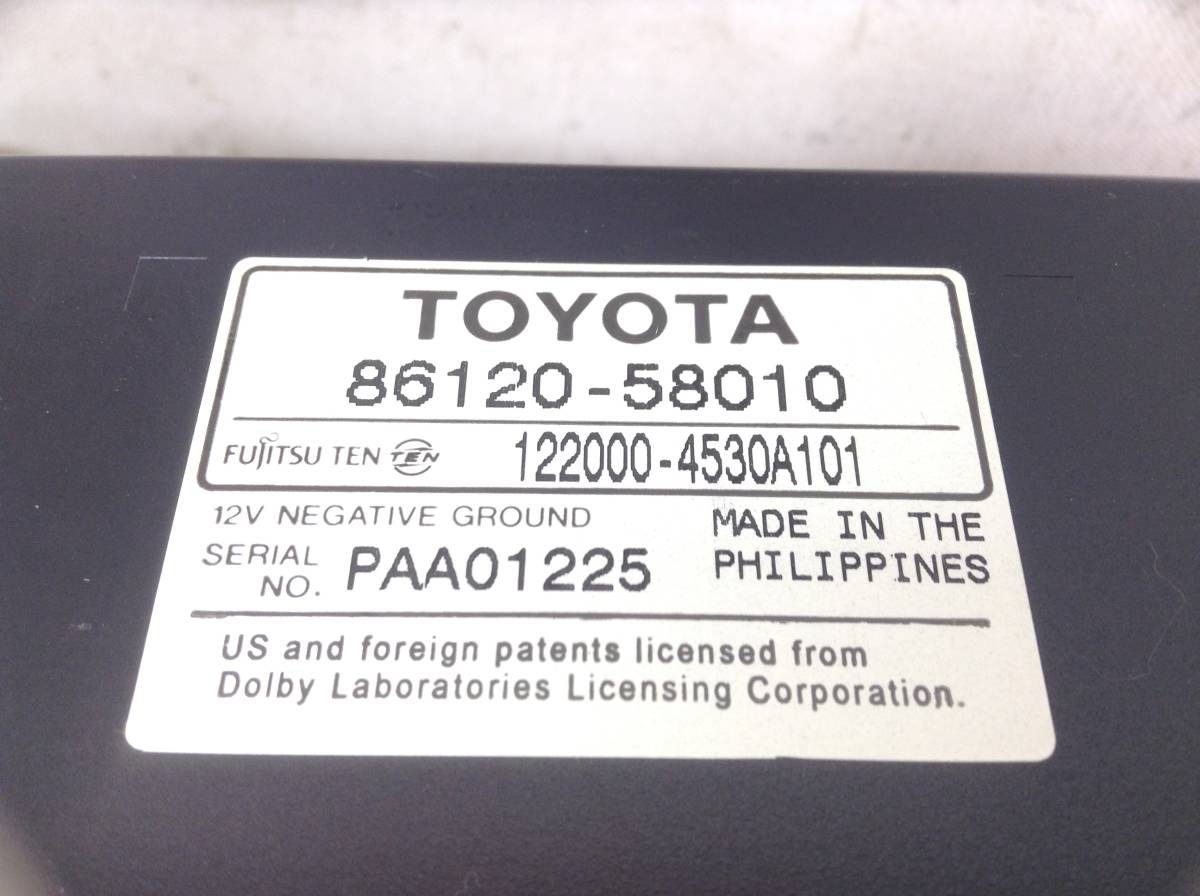 TOYOTA
86120-58010
FUJITSU TEN TEN 122000-4530A101
12V NEGATIVE GROUND
SERIAL NO. PAA01225
MADE IN THE
PHILIPPINES
US and foreign patents licensed from
Dolby Laboratories Licensing Corporation.